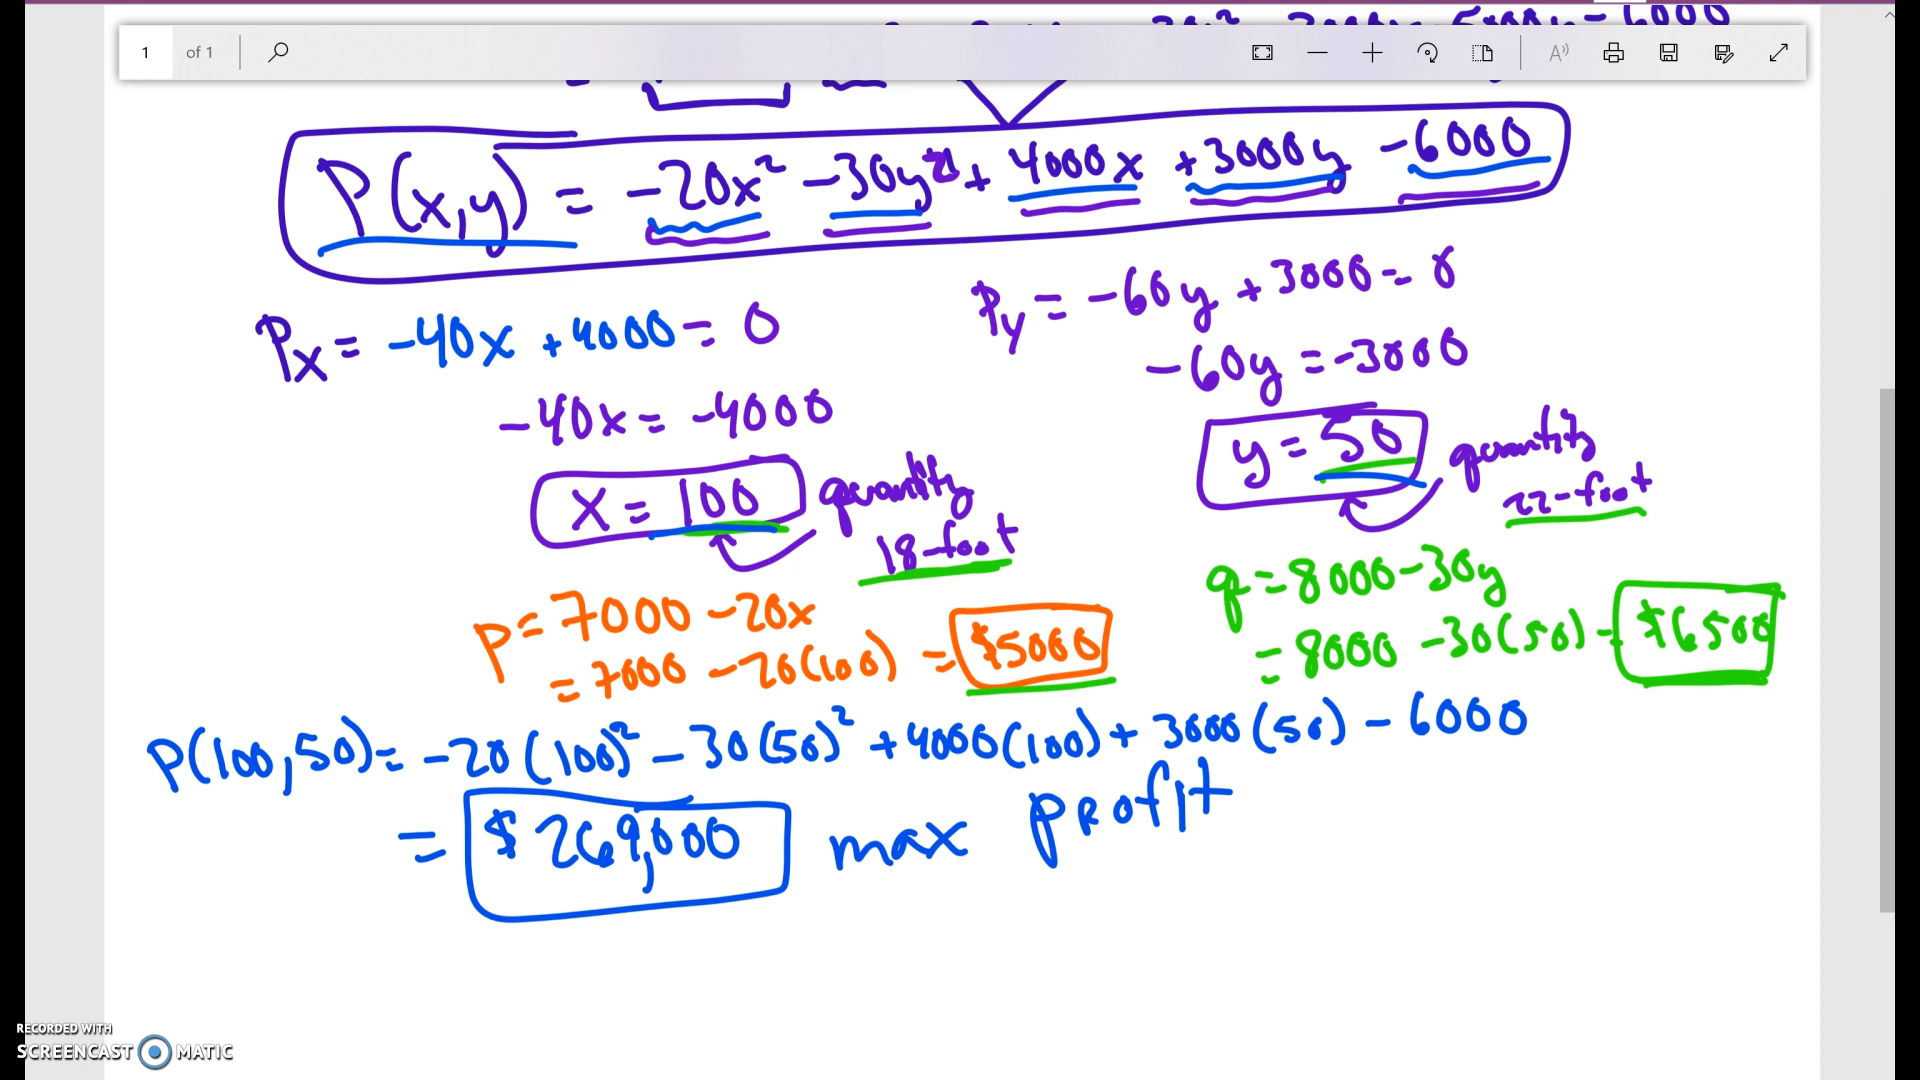 - 6000
1 of 1
P(x,y) = -20x² -30y² + 4000x +3000y -6000
Px = -40x +4000 = 0
Py = -60y +3000 = 0
-40x = -4000
-60y = -3000
x = 100
quantity
18-foot
y = 50
quantity
22-foot
p = 7000 -20x
= 7000 -20(100) = $5000
q = 8000 -30y
= 8000 -30(50) = $6500
P(100,50) = -20(100)² -30(50)² +4000(100) + 3000(50) - 6000
= $269,000 max profit
RECORDED WITH
SCREENCAST MATIC